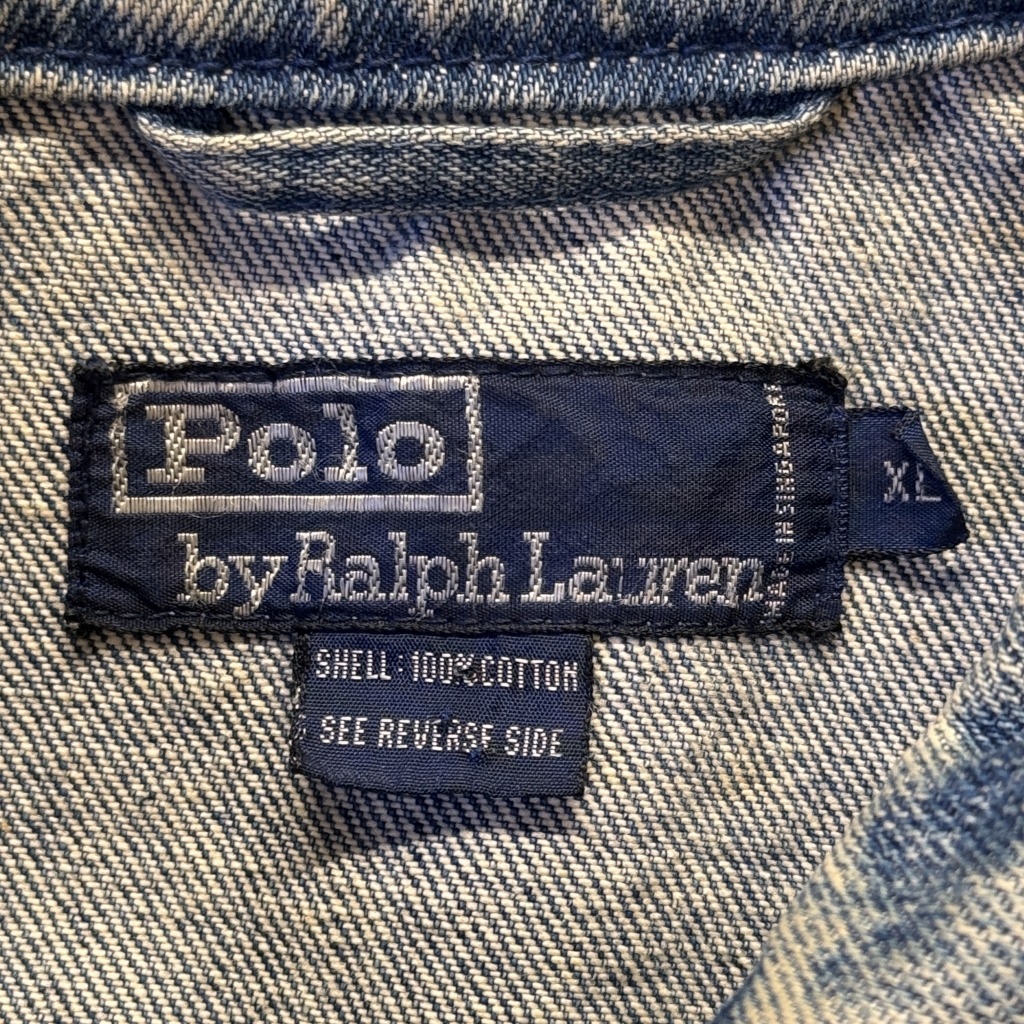 Polo
by Ralph Lauren
MADE IN SINGAPORE
XL
SHELL : 100% COTTON
SEE REVERSE SIDE